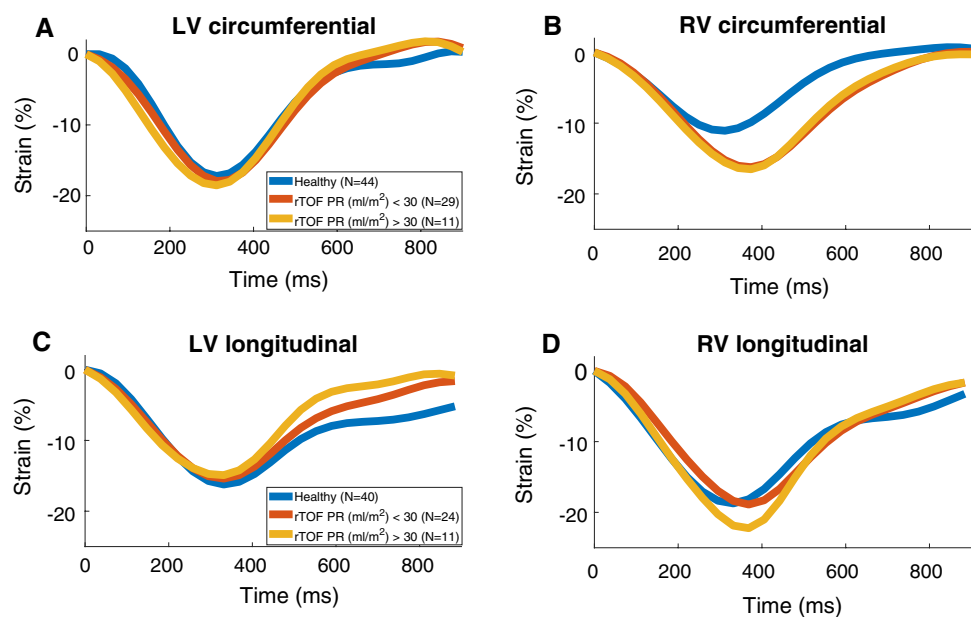 A
LV circumferential
0
-10
-20
Strain (%)
Healthy (N=44)
rTOF PR (ml/m²) < 30 (N=29)
rTOF PR (ml/m²) > 30 (N=11)
0 200 400 600 800
Time (ms)
B
RV circumferential
0
-10
-20
Strain (%)
0 200 400 600 800
Time (ms)
C
LV longitudinal
0
-10
-20
Strain (%)
Healthy (N=40)
rTOF PR (ml/m²) < 30 (N=24)
rTOF PR (ml/m²) > 30 (N=11)
0 200 400 600 800
Time (ms)
D
RV longitudinal
0
-10
-20
Strain (%)
0 200 400 600 800
Time (ms)